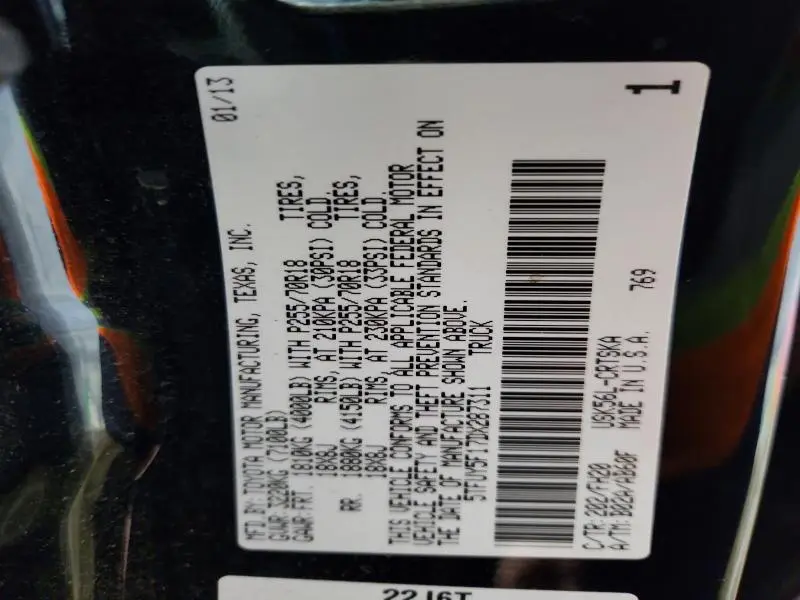 01/13
MFD BY: TOYOTA MOTOR MANUFACTURING, TEXAS, INC.
GVWR: 3220KG (7100LB)
GAWR: FRT. 1810KG (4000LB) WITH P255/70R18 TIRES,
18X8J RIMS, AT 210KPA (30PSI) COLD.
RR. 1880KG (4150LB) WITH P255/70R18 TIRES,
18X8J RIMS, AT 230KPA (33PSI) COLD.
THIS VEHICLE CONFORMS TO ALL APPLICABLE FEDERAL MOTOR
VEHICLE SAFETY AND THEFT PREVENTION STANDARDS IN EFFECT ON
THE DATE OF MANUFACTURE SHOWN ABOVE.
5TFUY5F17DX287311 TRUCK
C/TR: 202/FH20 USK56L-CRTSKA 769
A/TM: B02A/AB60F MADE IN U.S.A.
1